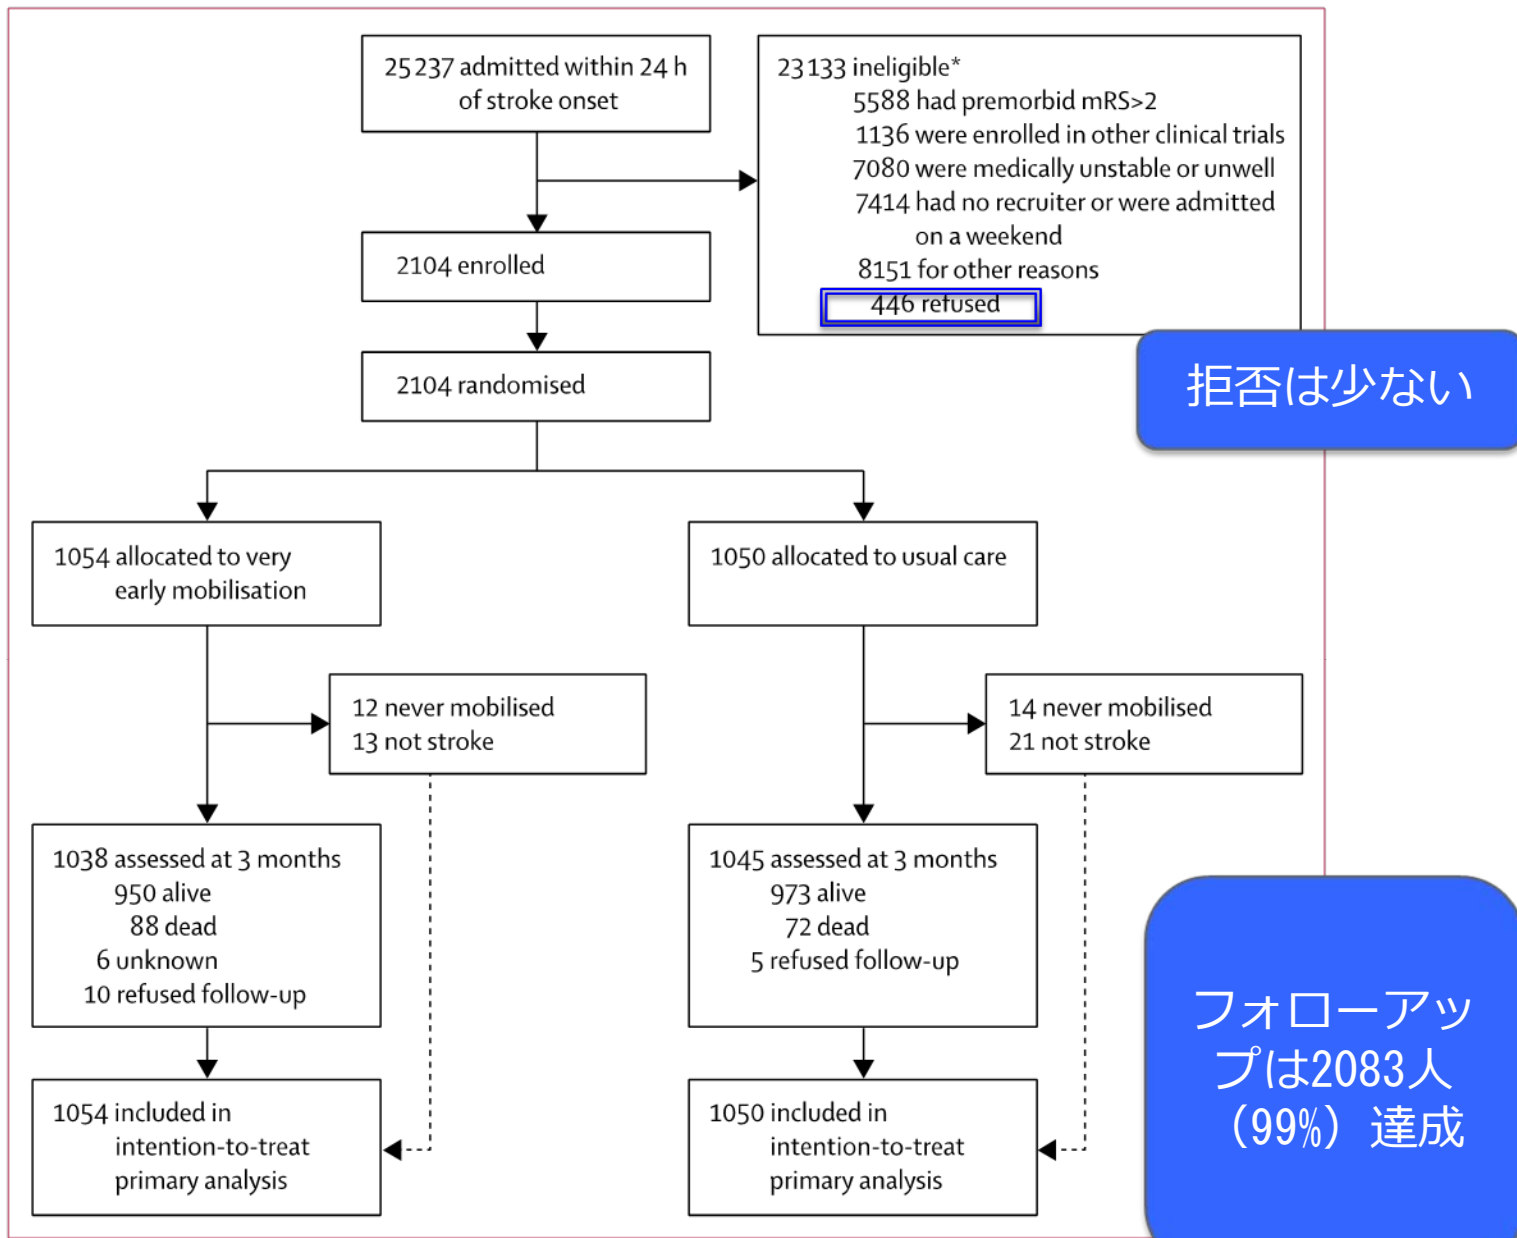 25 237 admitted within 24 h
of stroke onset
23 133 ineligible*
5588 had premorbid mRS>2
1136 were enrolled in other clinical trials
7080 were medically unstable or unwell
7414 had no recruiter or were admitted
on a weekend
8151 for other reasons
446 refused
拒否は少ない
2104 enrolled
2104 randomised
1054 allocated to very
early mobilisation
1050 allocated to usual care
12 never mobilised
13 not stroke
14 never mobilised
21 not stroke
1038 assessed at 3 months
950 alive
88 dead
6 unknown
10 refused follow-up
1045 assessed at 3 months
973 alive
72 dead
5 refused follow-up
フォローアッ
プは2083人
（99%）達成
1054 included in
intention-to-treat
primary analysis
1050 included in
intention-to-treat
primary analysis